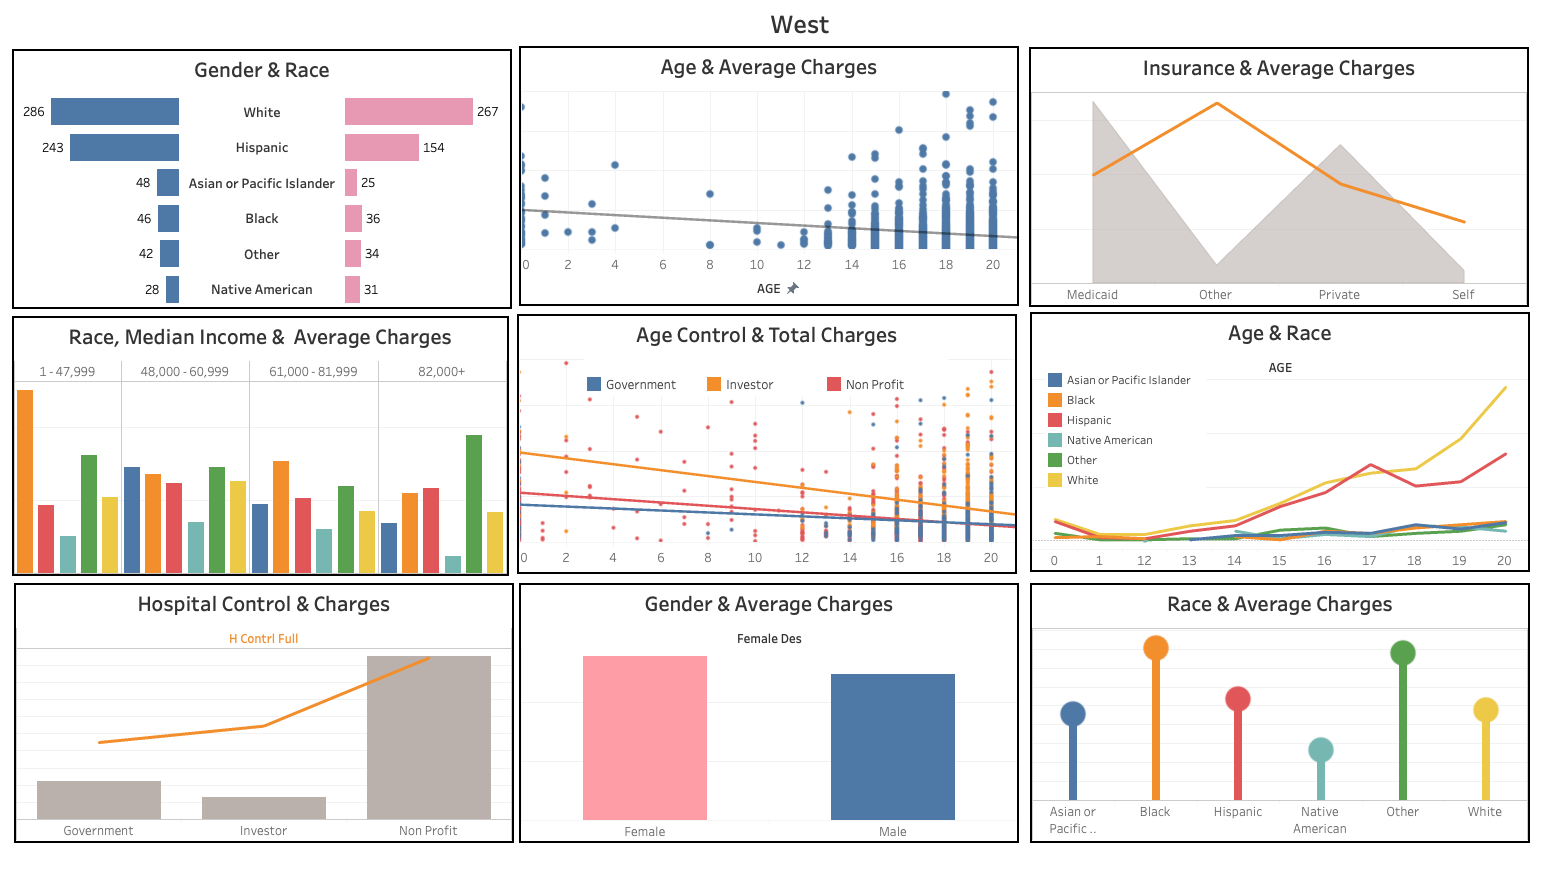 West
Gender & Race
286 White 267
243 Hispanic 154
48 Asian or Pacific Islander 25
46 Black 36
42 Other 34
28 Native American 31
Age & Average Charges
0 2 4 6 8 10 12 14 16 18 20
AGE
Insurance & Average Charges
Medicaid Other Private Self
Race, Median Income & Average Charges
1 - 47,999 48,000 - 60,999 61,000 - 81,999 82,000+
Age Control & Total Charges
Government Investor Non Profit
2 4 6 8 10 12 14 16 18 20
Age & Race
AGE
Asian or Pacific Islander
Black
Hispanic
Native American
Other
White
0 1 12 13 14 15 16 17 18 19 20
Hospital Control & Charges
H Contrl Full
Government Investor Non Profit
Gender & Average Charges
Female Des
Female Male
Race & Average Charges
Asian or Black Hispanic Native Other White
Pacific .. American